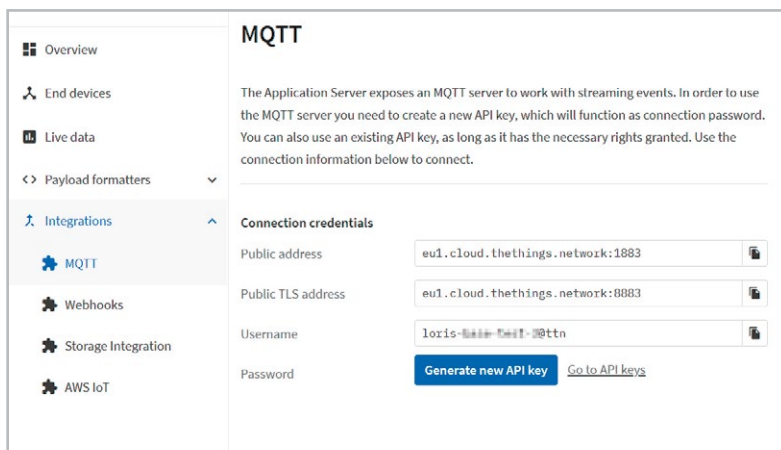 Overview
End devices
Live data
Payload formatters
Integrations
MQTT
Webhooks
Storage Integration
AWS IoT
MQTT
The Application Server exposes an MQTT server to work with streaming events. In order to use
the MQTT server you need to create a new API key, which will function as connection password.
You can also use an existing API key, as long as it has the necessary rights granted. Use the
connection information below to connect.
Connection credentials
Public address
eu1.cloud.thethings.network:1883
Public TLS address
eu1.cloud.thethings.network:8883
Username
loris-
@ttn
Password
Generate new API key
Go to API keys